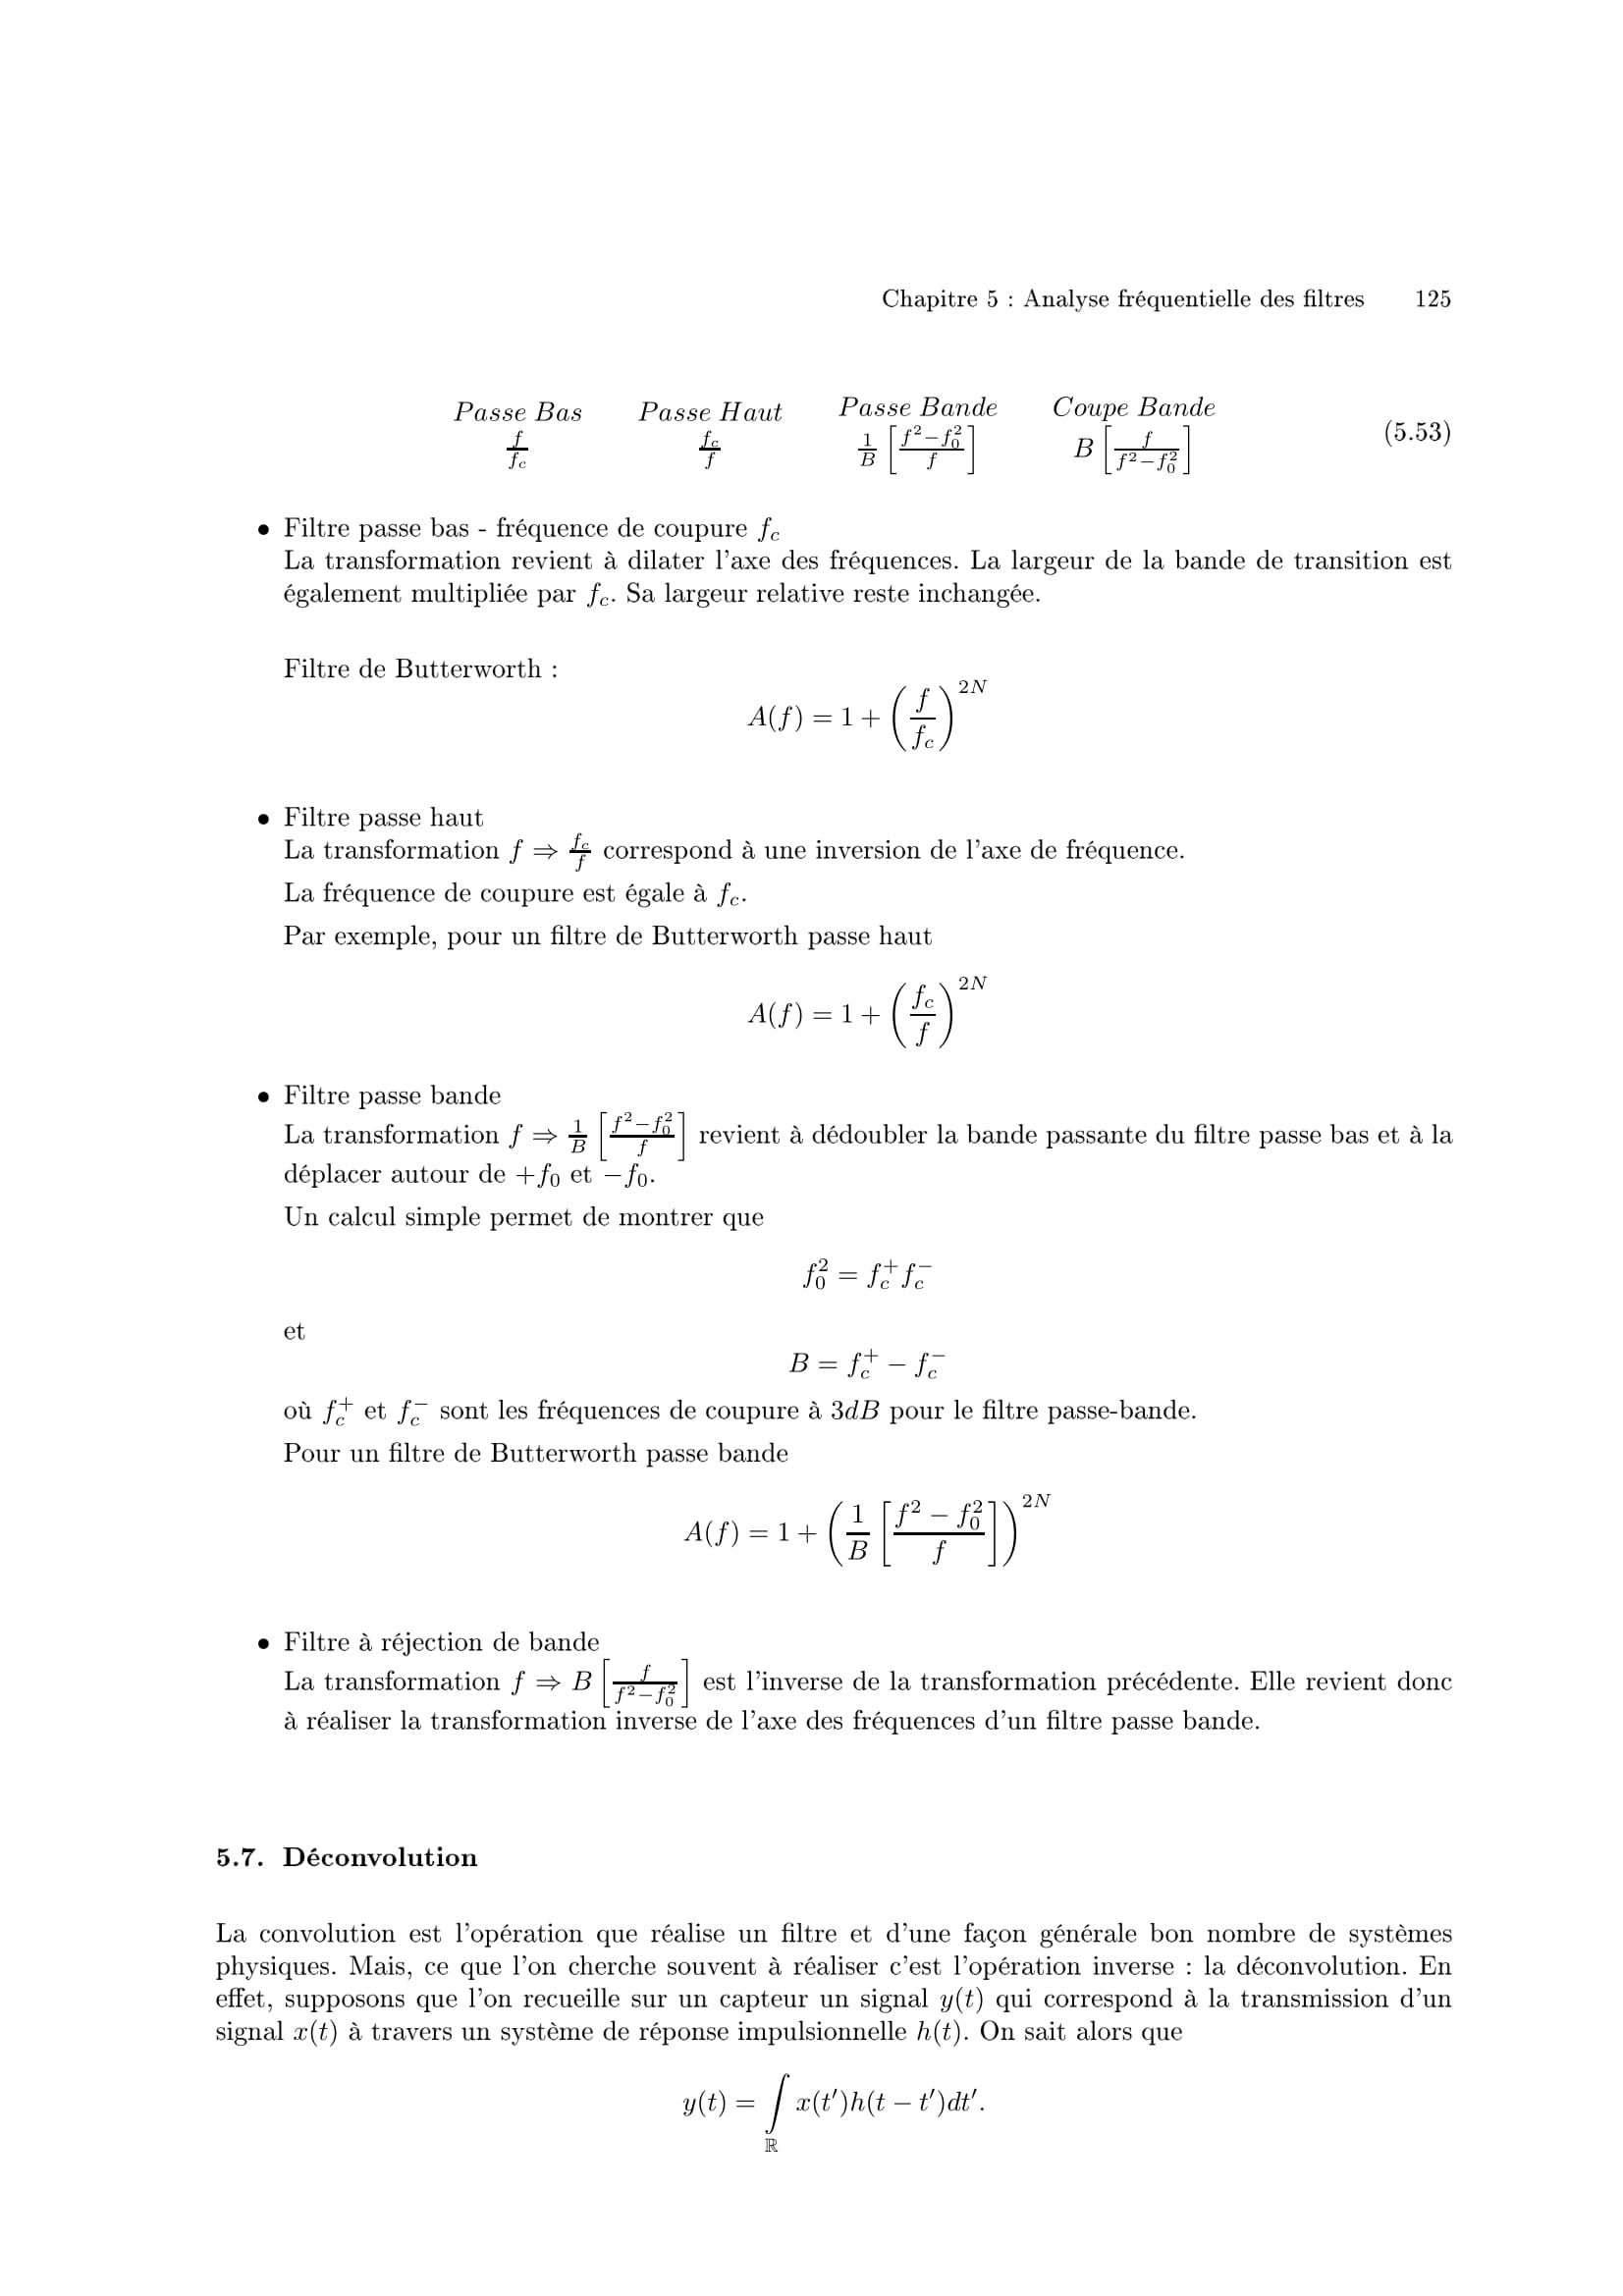 Chapitre 5 : Analyse fréquentielle des filtres 125
Passe Bas Passe Haut Passe Bande Coupe Bande
$\frac{f}{f_c}$ $\frac{f_c}{f}$ $\frac{1}{B}\left[\frac{f^2-f_0^2}{f}\right]$ $B\left[\frac{f}{f^2-f_0^2}\right]$ (5.53)
• Filtre passe bas - fréquence de coupure $f_c$
La transformation revient à dilater l'axe des fréquences. La largeur de la bande de transition est
également multipliée par $f_c$. Sa largeur relative reste inchangée.
Filtre de Butterworth :
$A(f) = 1 + \left(\frac{f}{f_c}\right)^{2N}$
• Filtre passe haut
La transformation $f \Rightarrow \frac{f_c}{f}$ correspond à une inversion de l'axe de fréquence.
La fréquence de coupure est égale à $f_c$.
Par exemple, pour un filtre de Butterworth passe haut
$A(f) = 1 + \left(\frac{f_c}{f}\right)^{2N}$
• Filtre passe bande
La transformation $f \Rightarrow \frac{1}{B}\left[\frac{f^2-f_0^2}{f}\right]$ revient à dédoubler la bande passante du filtre passe bas et à la
déplacer autour de $+f_0$ et $-f_0$.
Un calcul simple permet de montrer que
$f_0^2 = f_c^+ f_c^-$
et
$B = f_c^+ - f_c^-$
où $f_c^+$ et $f_c^-$ sont les fréquences de coupure à $3dB$ pour le filtre passe-bande.
Pour un filtre de Butterworth passe bande
$A(f) = 1 + \left(\frac{1}{B}\left[\frac{f^2-f_0^2}{f}\right]\right)^{2N}$
• Filtre à réjection de bande
La transformation $f \Rightarrow B\left[\frac{f}{f^2-f_0^2}\right]$ est l'inverse de la transformation précédente. Elle revient donc
à réaliser la transformation inverse de l'axe des fréquences d'un filtre passe bande.
5.7. Déconvolution
La convolution est l'opération que réalise un filtre et d'une façon générale bon nombre de systèmes
physiques. Mais, ce que l'on cherche souvent à réaliser c'est l'opération inverse : la déconvolution. En
effet, supposons que l'on recueille sur un capteur un signal $y(t)$ qui correspond à la transmission d'un
signal $x(t)$ à travers un système de réponse impulsionnelle $h(t)$. On sait alors que
$y(t) = \int\limits_{\mathbb{R}} x(t')h(t-t')dt'.$